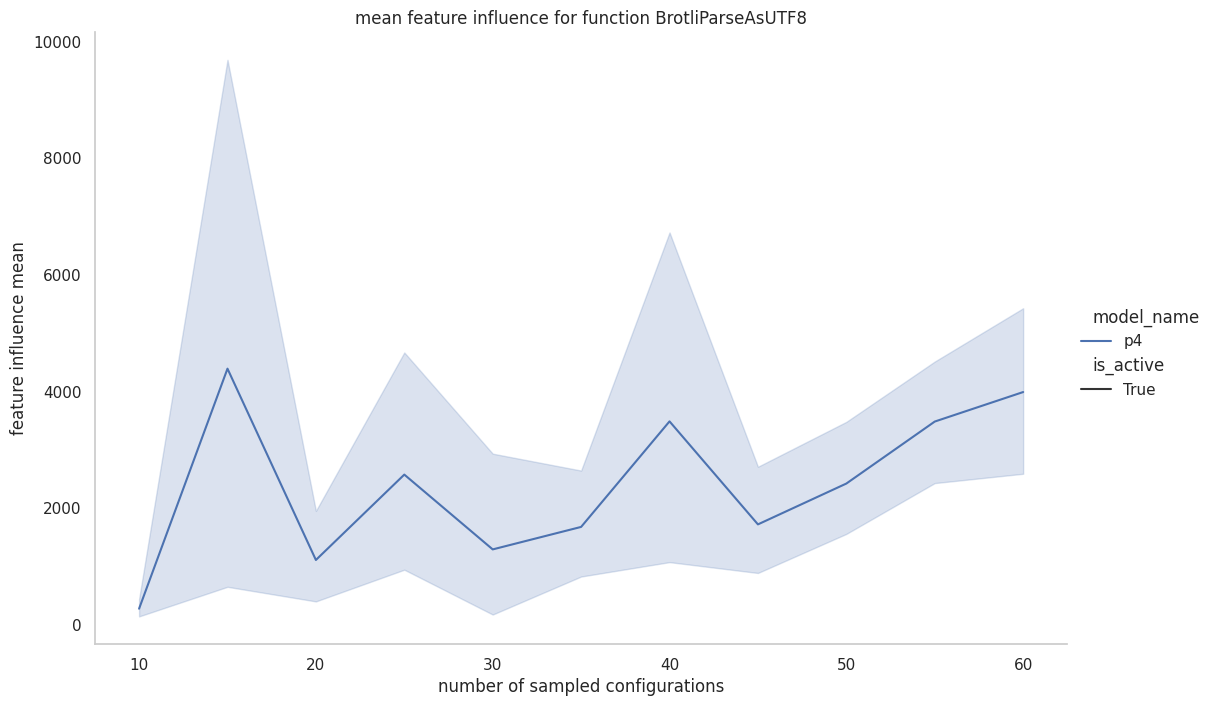 mean feature influence for function BrotliParseAsUTF8
10000
8000
6000
4000
2000
0
feature influence mean
10 20 30 40 50 60
number of sampled configurations
model_name
p4
is_active
True